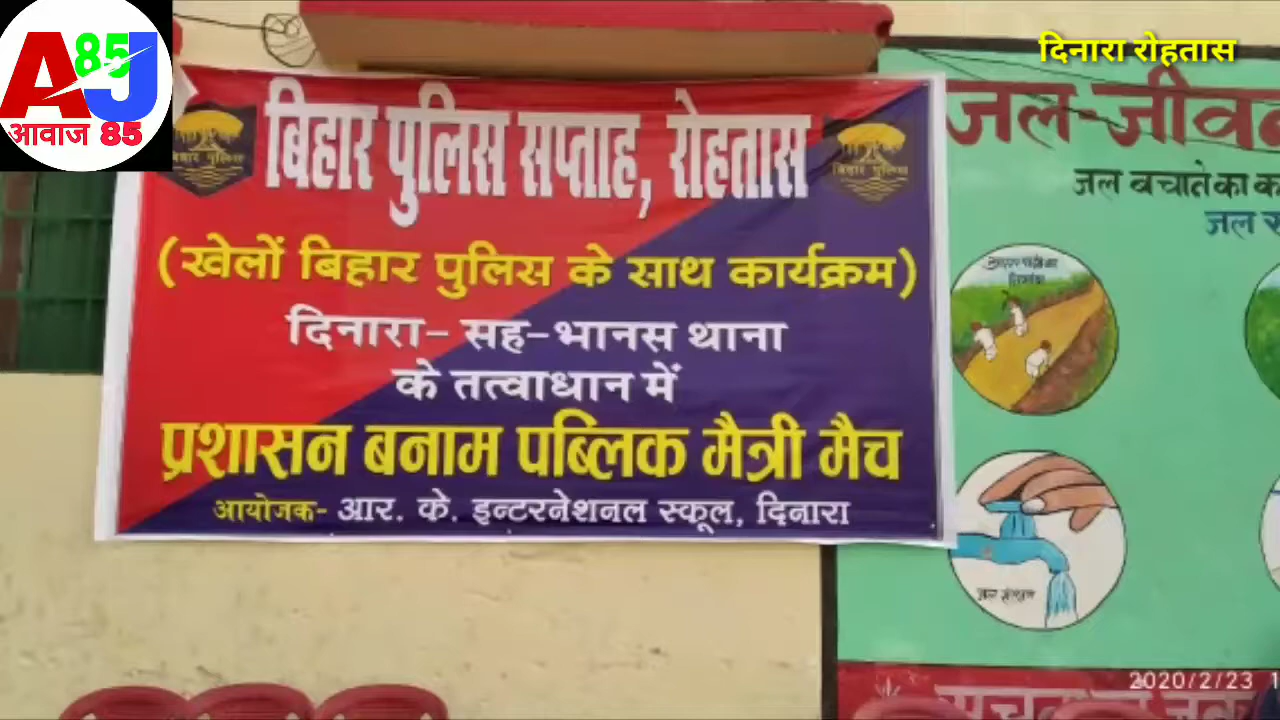 A85J
आवाज 85
दिनारा रोहतास
बिहार पुलिस सप्ताह, रोहतास
बिहार पुलिस
बिहार पुलिस
(खेलों बिहार पुलिस के साथ कार्यक्रम)
दिनारा- सह-भानस थाना
के तत्वाधान में
प्रशासन बनाम पब्लिक मैत्री मैच
आयोजक- आर. के. इन्टरनेशनल स्कूल, दिनारा
जल-जीवन
जल बचाते का
जल
2020/2/23